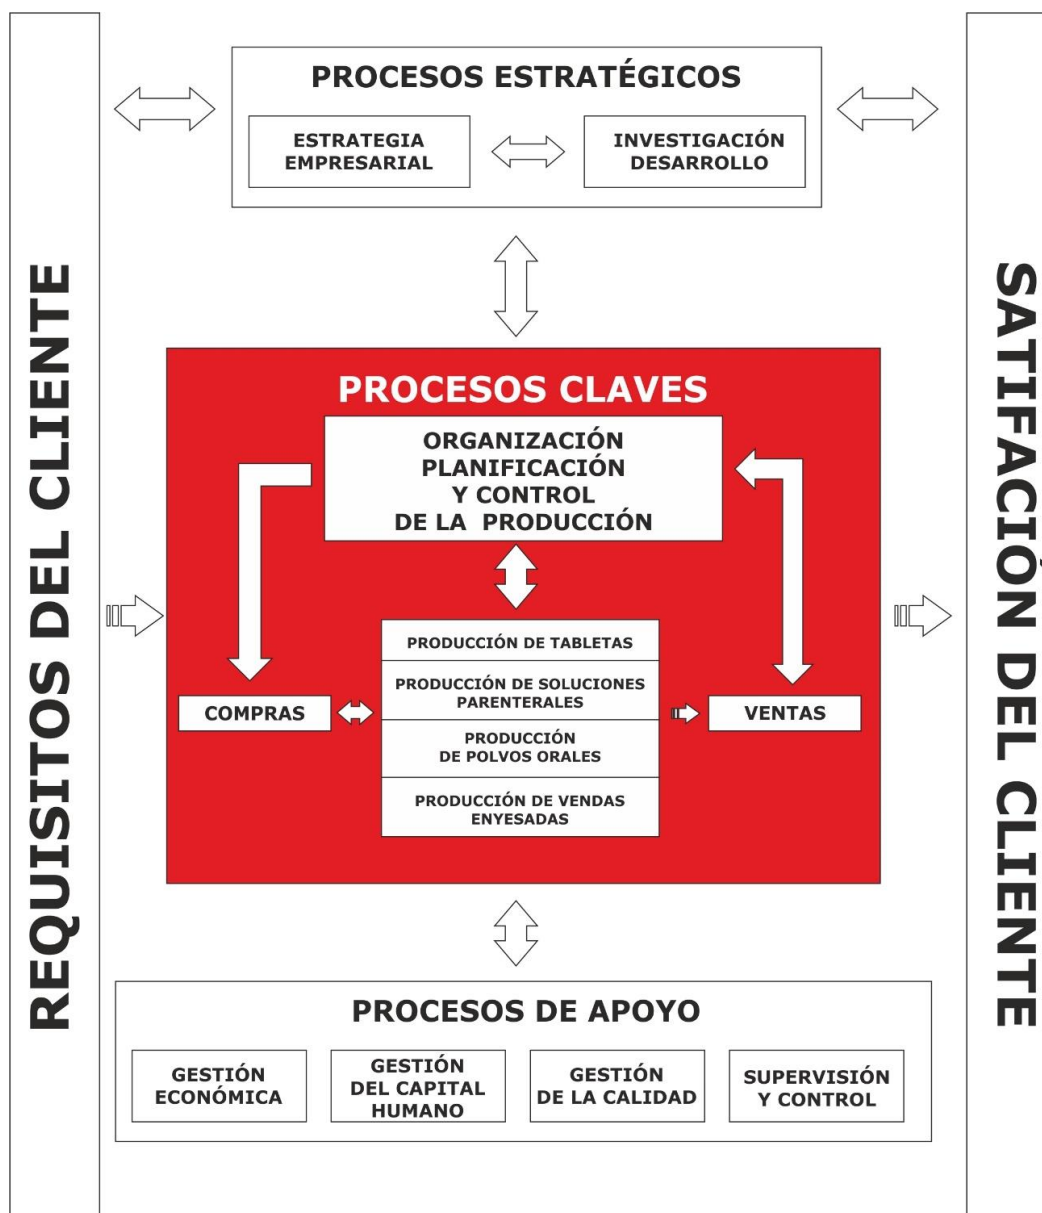 REQUISITOS DEL CLIENTE
PROCESOS ESTRATÉGICOS
ESTRATEGIA
EMPRESARIAL
INVESTIGACIÓN
DESARROLLO
PROCESOS CLAVES
ORGANIZACIÓN
PLANIFICACIÓN
Y CONTROL
DE LA PRODUCCIÓN
COMPRAS
PRODUCCIÓN DE TABLETAS
PRODUCCIÓN DE SOLUCIONES
PARENTERALES
PRODUCCIÓN
DE POLVOS ORALES
PRODUCCIÓN DE VENDAS
ENYESADAS
VENTAS
PROCESOS DE APOYO
GESTIÓN
ECONÓMICA
GESTIÓN
DEL CAPITAL
HUMANO
GESTIÓN
DE LA CALIDAD
SUPERVISIÓN
Y CONTROL
SATIFACIÓN DEL CLIENTE